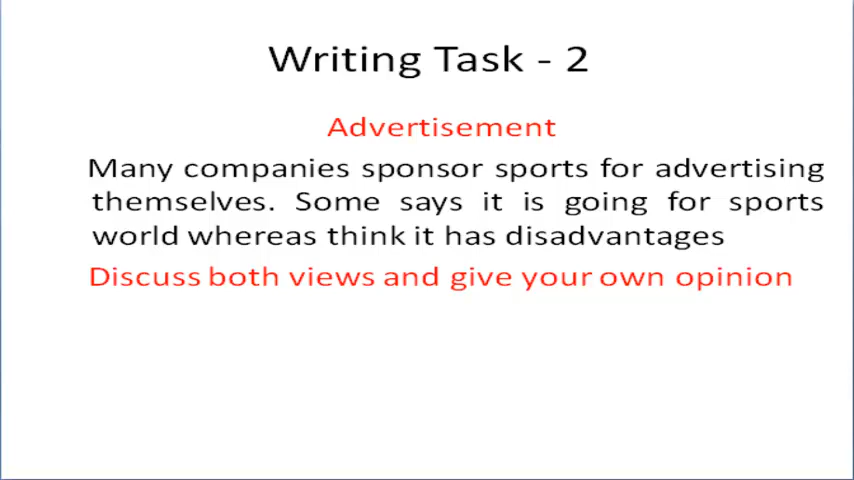 Writing Task - 2
Advertisement
Many companies sponsor sports for advertising
themselves. Some says it is going for sports
world whereas think it has disadvantages
Discuss both views and give your own opinion